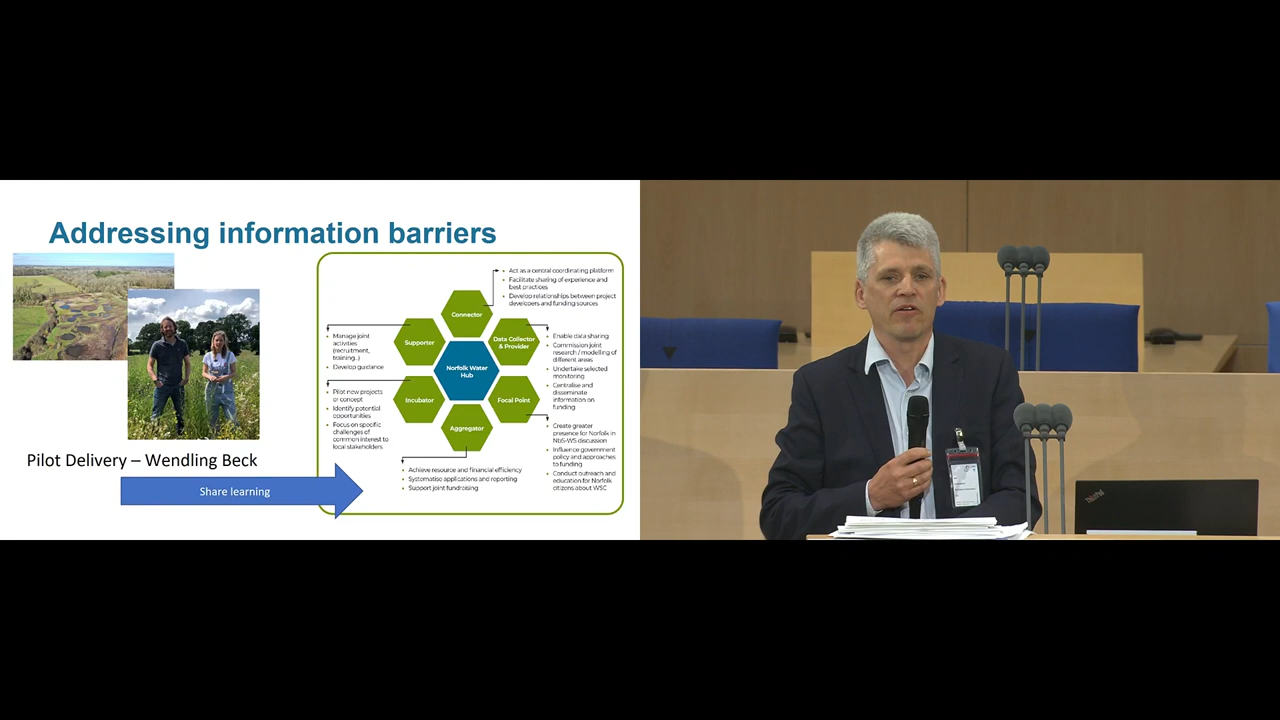 Addressing information barriers
Pilot Delivery – Wendling Beck
Share learning
Connector
• Act as a central coordinating platform
• Facilitate sharing of experience and
best practices
• Develop relationships between project
developers and funding sources
Supporter
• Manage joint
activities
(recruitment,
training..)
• Develop guidance
Data Collector
& Provider
• Enable data sharing
• Commission joint
research / modelling of
different areas
• Undertake selected
monitoring
• Centralise and
disseminate
information on
funding
Norfolk Water
Hub
Incubator
• Pilot new projects
or concept
• Identify potential
opportunities
• Focus on specific
challenges of
common interest to
local stakeholders
Focal Point
• Create greater
presence for Norfolk in
NbS-WS discussion
• Influence government
policy and approaches
to funding
• Conduct outreach and
education for Norfolk
citizens about WSC
Aggregator
• Achieve resource and financial efficiency
• Systematise applications and reporting
• Support joint fundraising
ThinkPad